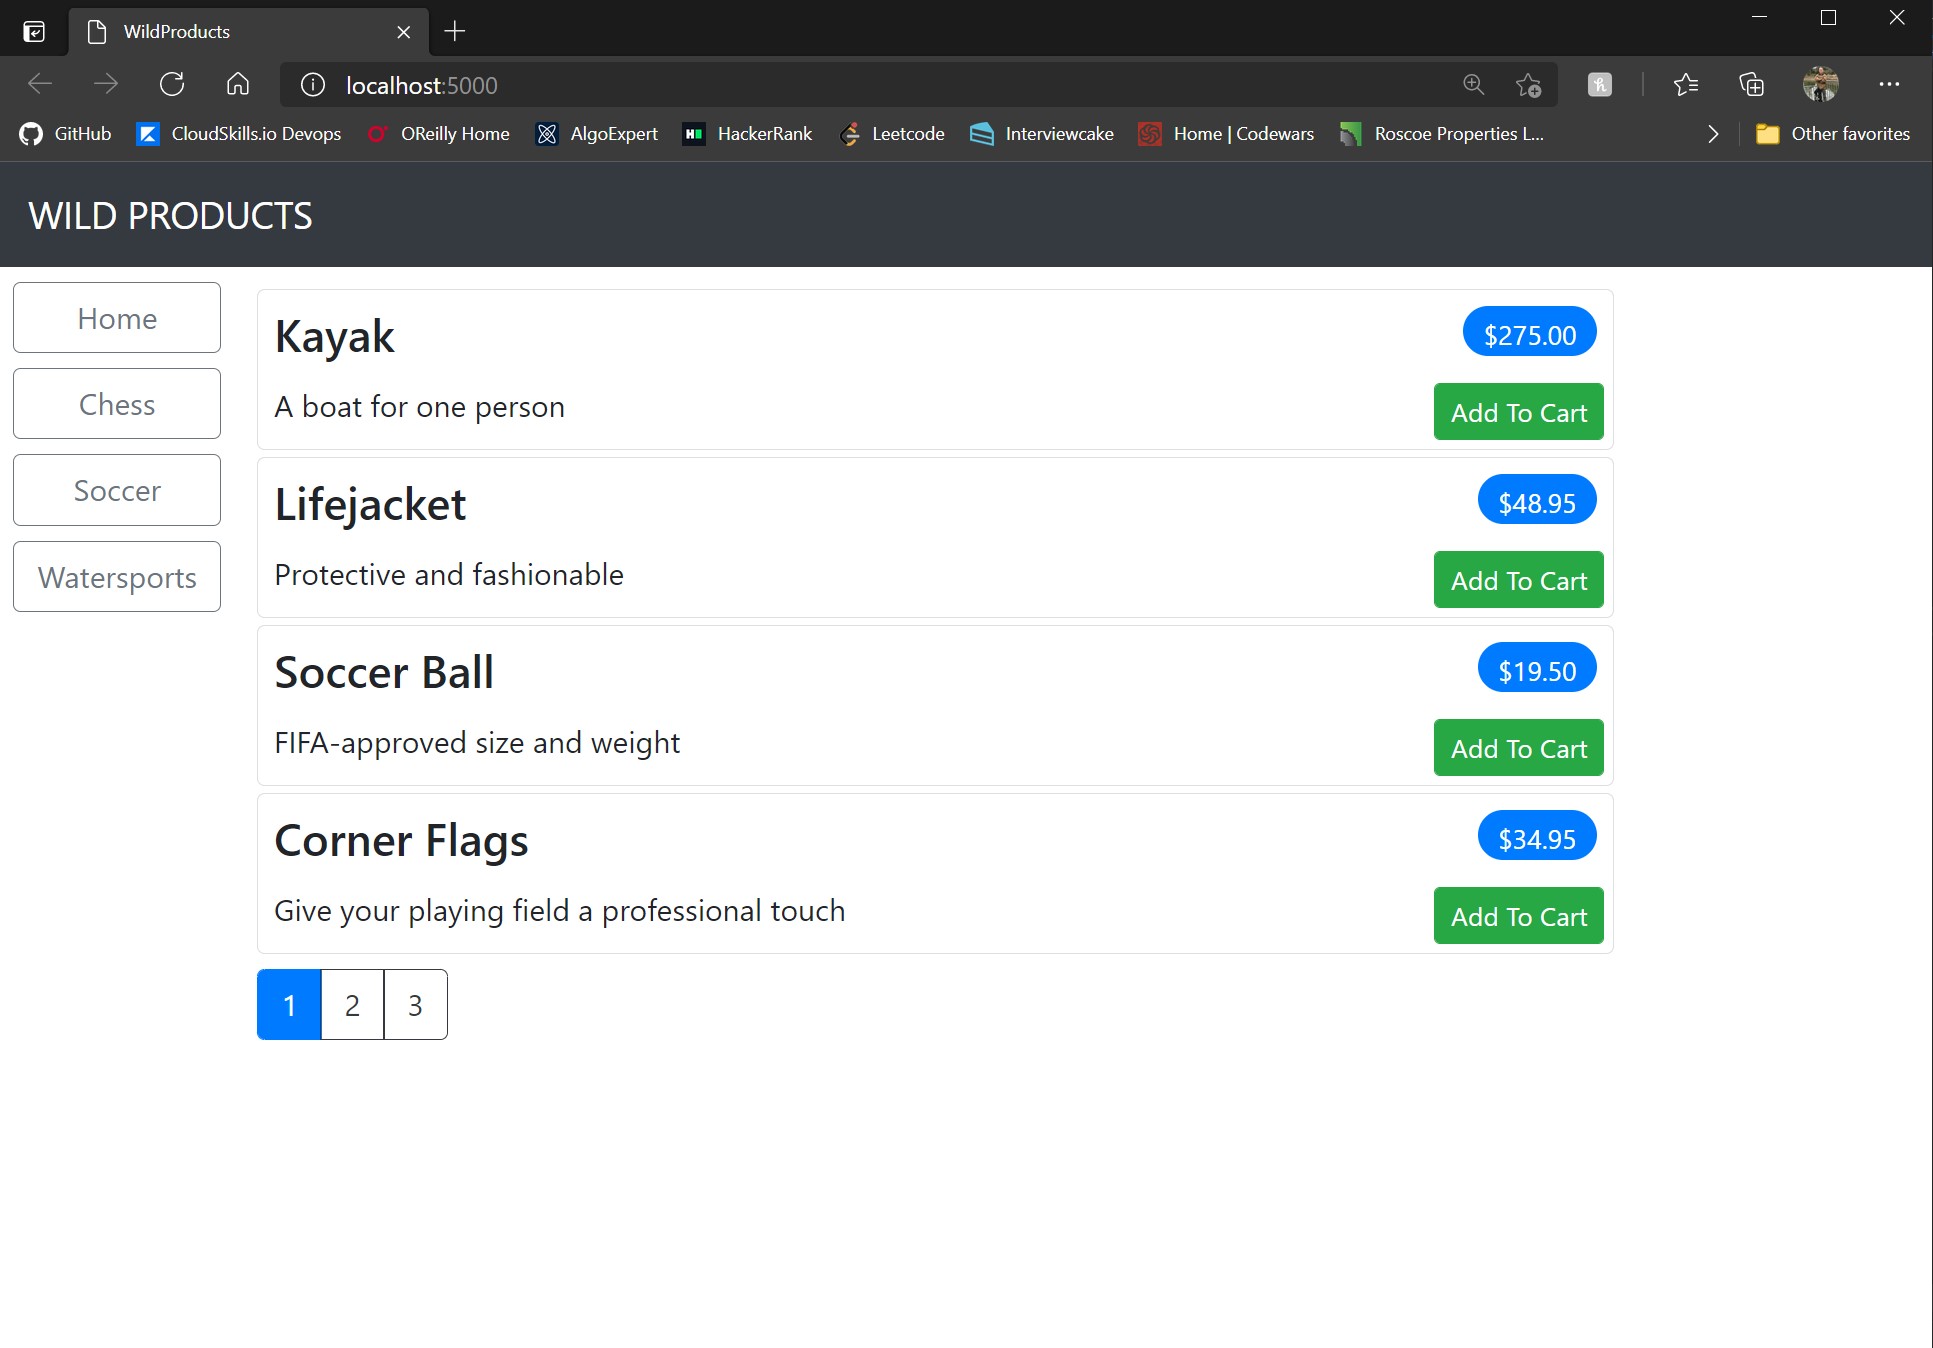 WildProducts
localhost:5000
GitHub CloudSkills.io Devops OReilly Home AlgoExpert HackerRank Leetcode Interviewcake Home | Codewars Roscoe Properties L... Other favorites
WILD PRODUCTS
Home
Chess
Soccer
Watersports
Kayak $275.00
A boat for one person Add To Cart
Lifejacket $48.95
Protective and fashionable Add To Cart
Soccer Ball $19.50
FIFA-approved size and weight Add To Cart
Corner Flags $34.95
Give your playing field a professional touch Add To Cart
1 2 3